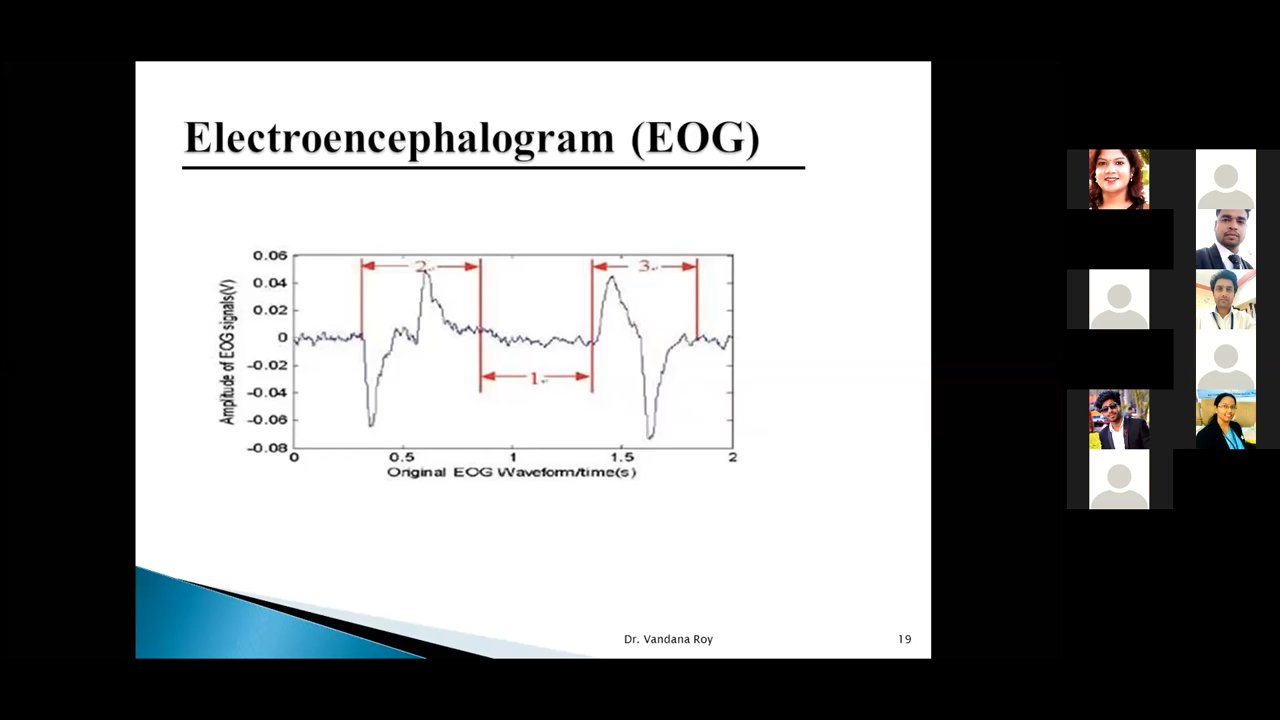 Electroencephalogram (EOG)
Amplitude of EOG signals(V)
0.06
0.04
0.02
0
-0.02
-0.04
-0.06
-0.08
2
3
1
0 0.5 1 1.5 2
Original EOG Waveform/time(s)
Dr. Vandana Roy 19